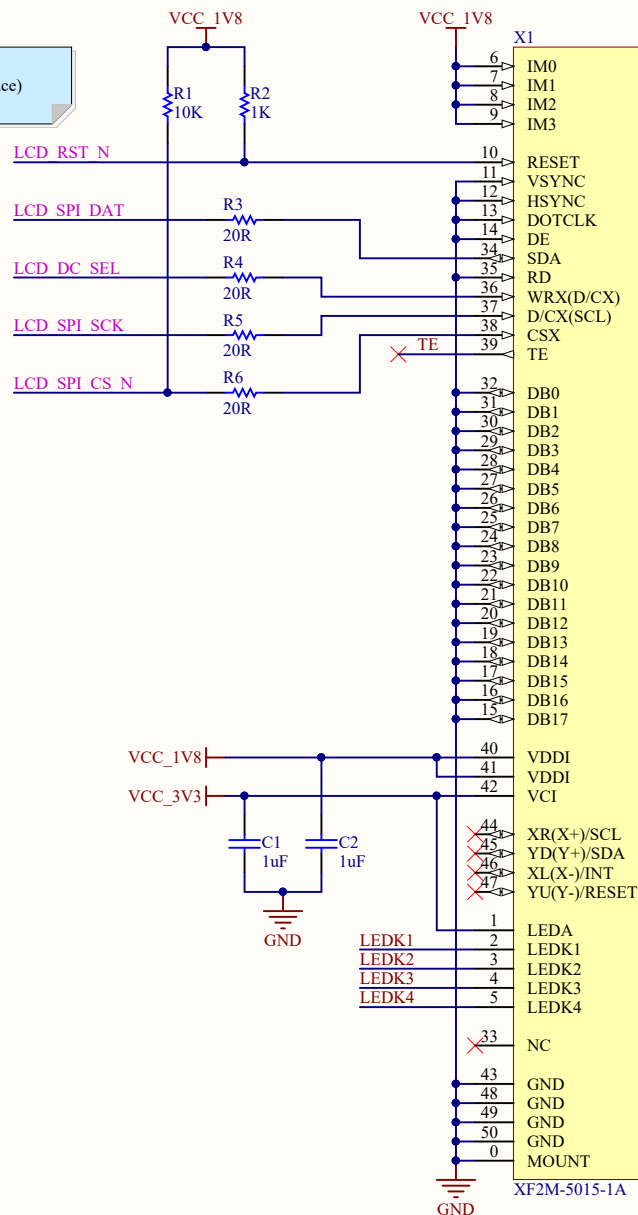 VCC_1V8
VCC_1V8
X1
ace)
R1
10K
R2
1K
6 IM0
7 IM1
8 IM2
9 IM3
LCD_RST_N
10 RESET
11 VSYNC
12 HSYNC
LCD_SPI_DAT
R3
20R
13 DOTCLK
14 DE
34 SDA
LCD_DC_SEL
R4
20R
35 RD
36 WRX(D/CX)
LCD_SPI_SCK
R5
20R
37 D/CX(SCL)
38 CSX
TE
39 TE
LCD_SPI_CS_N
R6
20R
32 DB0
31 DB1
30 DB2
29 DB3
28 DB4
27 DB5
26 DB6
25 DB7
24 DB8
23 DB9
22 DB10
21 DB11
20 DB12
19 DB13
18 DB14
17 DB15
16 DB16
15 DB17
VCC_1V8
40 VDDI
41 VDDI
VCC_3V3
42 VCI
C1
1uF
C2
1uF
44 XR(X+)/SCL
45 YD(Y+)/SDA
46 XL(X-)/INT
47 YU(Y-)/RESET
GND
1 LEDA
LEDK1 2 LEDK1
LEDK2 3 LEDK2
LEDK3 4 LEDK3
LEDK4 5 LEDK4
33 NC
43 GND
48 GND
49 GND
50 GND
0 MOUNT
XF2M-5015-1A
GND